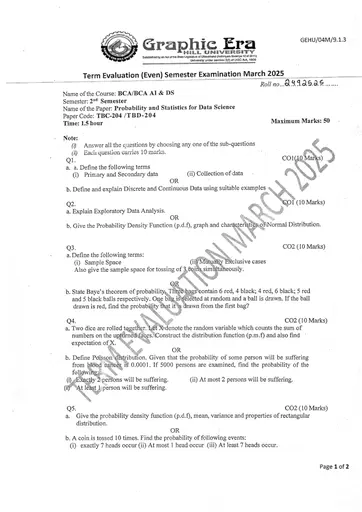 GEHU/04M/9.1.3
Graphic Era
HILL UNIVERSITY
Term Evaluation (Even) Semester Examination March 2025
Roll no. 2492626
Name of the Course: BCA/BCA AI & DS
Semester: 2nd Semester
Name of the Paper: Probability and Statistics for Data Science
Paper Code: TBC-204 /TBD-204
Time: 1.5 hour Maximum Marks: 50
Note:
(i) Answer all the questions by choosing any one of the sub-questions
(ii) Each question carries 10 marks.
Q1. CO1(10 Marks)
a. a. Define the following terms
(i) Primary and Secondary data (ii) Collection of data
OR
b. Define and explain Discrete and Continuous Data using suitable examples
Q2. CO1 (10 Marks)
a. Explain Exploratory Data Analysis.
OR
b. Give the Probability Density Function (p.d.f), graph and characteristics of Normal Distribution.
Q3. CO2 (10 Marks)
a.Define the following terms:
(i) Sample Space (ii) Mutually Exclusive cases
Also give the sample space for tossing of 3 coins simultaneously.
OR
b. State Baye's theorem of probability. Three bags contain 6 red, 4 black; 4 red, 6 black; 5 red
and 5 black balls respectively. One bag is selected at random and a ball is drawn. If the ball
drawn is red, find the probability that it is drawn from the first bag?
Q4. CO2 (10 Marks)
a. Two dice are rolled together. Let X denote the random variable which counts the sum of
numbers on the upturned faces. Construct the distribution function (p.m.f) and also find
expectation of X.
OR
b. Define Poisson distribution. Given that the probability of some person will be suffering
from blood cancer is 0.0001. If 5000 persons are examined, find the probability of the
following:
(i) Exactly 2 persons will be suffering. (ii) At most 2 persons will be suffering.
(iii) At least 1 person will be suffering.
Q5. CO2 (10 Marks)
a. Give the probability density function (p.d.f), mean, variance and properties of rectangular
distribution.
OR
b. A coin is tossed 10 times. Find the probability of following events:
(i) exactly 7 heads occur (ii) At most 1 head occur (iii) At least 7 heads occur.
TERM EVALUATION MARCH 2025
Page 1 of 2